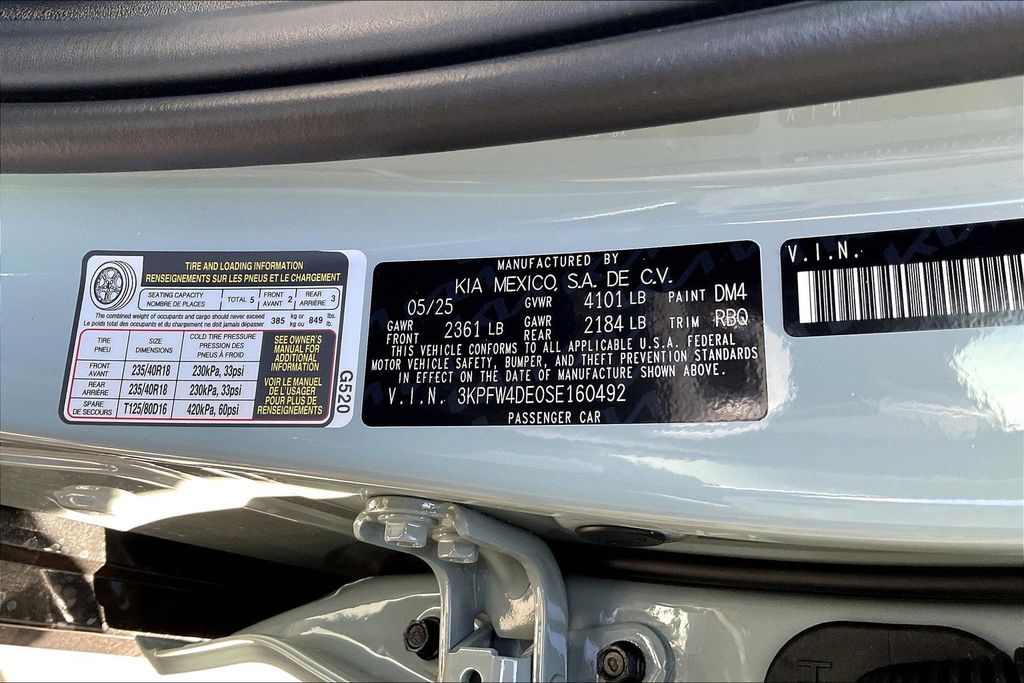 TIRE AND LOADING INFORMATION
RENSEIGNEMENTS SUR LES PNEUS ET LE CHARGEMENT
SEATING CAPACITY
NOMBRE DE PLACES
TOTAL 5
FRONT
AVANT 2
REAR
ARRIÈRE 3
The combined weight of occupants and cargo should never exceed
Le poids total des occupants et du chargement ne doit jamais dépasser
385 kg or 849 lbs.
kg ou lb.
TIRE
PNEU
SIZE
DIMENSIONS
COLD TIRE PRESSURE
PRESSION DES
PNEUS À FROID
FRONT
AVANT
235/40R18
230kPa, 33psi
REAR
ARRIÈRE
235/40R18
230kPa, 33psi
SPARE
DE SECOURS
T125/80D16
420kPa, 60psi
SEE OWNER'S
MANUAL FOR
ADDITIONAL
INFORMATION
VOIR LE MANUEL
DE L'USAGER
POUR PLUS DE
RENSEIGNEMENTS
G520
MANUFACTURED BY
KIA MEXICO, S.A. DE C.V.
05/25 GVWR 4101 LB PAINT DM4
GAWR FRONT 2361 LB GAWR REAR 2184 LB TRIM RBQ
THIS VEHICLE CONFORMS TO ALL APPLICABLE U.S.A. FEDERAL
MOTOR VEHICLE SAFETY, BUMPER, AND THEFT PREVENTION STANDARDS
IN EFFECT ON THE DATE OF MANUFACTURE SHOWN ABOVE.
V.I.N. 3KPFW4DE0SE160492
PASSENGER CAR
V.I.N.